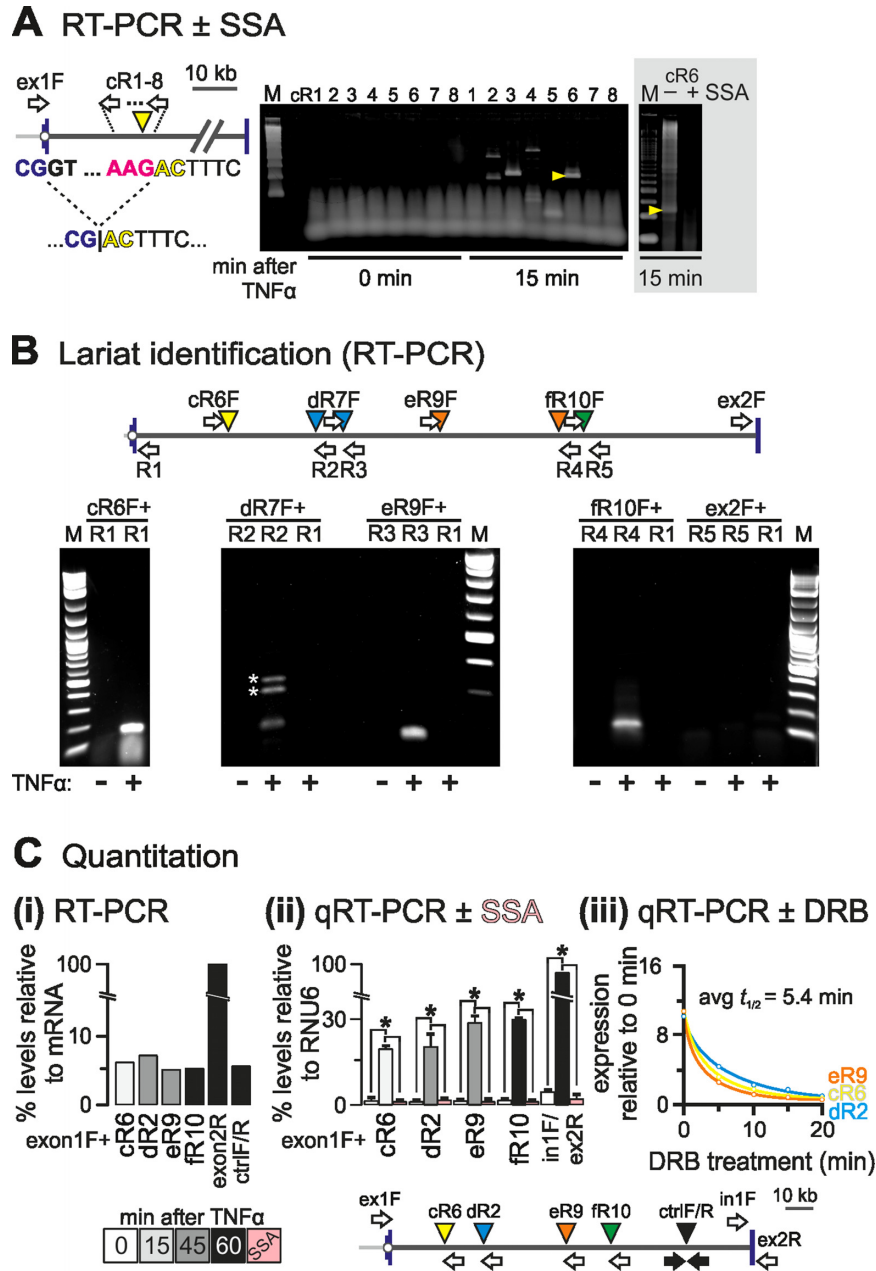 A RT-PCR ± SSA
ex1F cR1-8 10 kb
CGGT ... AAGACTTTC
...CG|ACTTTC...
M cR1 2 3 4 5 6 7 8 1 2 3 4 5 6 7 8
min after TNFα 0 min 15 min
cR6
M − + SSA
15 min
B Lariat identification (RT-PCR)
cR6F dR7F eR9F fR10F ex2F
R1 R2 R3 R4 R5
cR6F+ dR7F+ eR9F+ fR10F+ ex2F+
M R1 R1 R2 R2 R1 R3 R3 R1 M R4 R4 R1 R5 R5 R1 M
*
*
TNFα: − + − + + − + + − + + − + +
C Quantitation
(i) RT-PCR
% levels relative to mRNA
100
10
0
exon1F+ cR6 dR2 eR9 fR10 exon2R ctrlF/R
min after TNFα
0 15 45 60 SSA
(ii) qRT-PCR ± SSA
% levels relative to RNU6
100
30
0
* * * * *
exon1F+ cR6 dR2 eR9 fR10 in1F/ex2R
(iii) qRT-PCR ± DRB
expression relative to 0 min
16
8
0
avg t1/2 = 5.4 min
eR9
cR6
dR2
0 10 20
DRB treatment (min)
ex1F cR6 dR2 eR9 fR10 ctrlF/R in1F 10 kb
ex2R